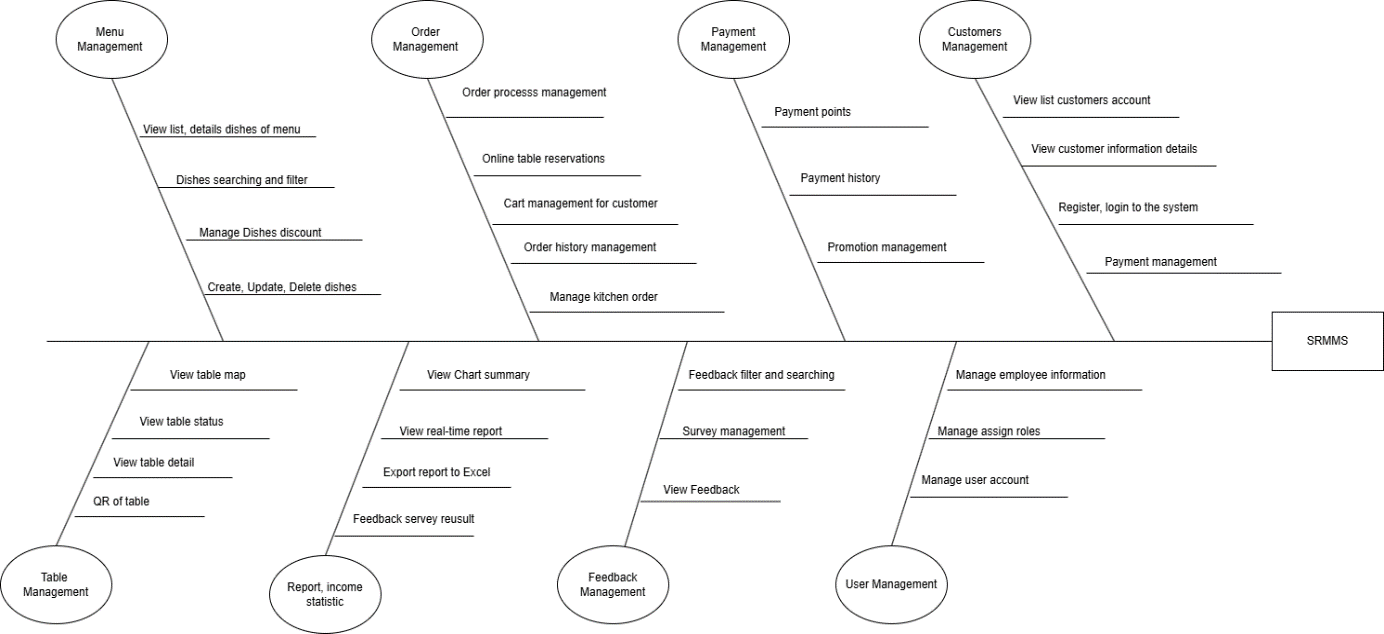 Menu
Management
Order
Management
Payment
Management
Customers
Management
View list, details dishes of menu
Dishes searching and filter
Manage Dishes discount
Create, Update, Delete dishes
Order processs management
Online table reservations
Cart management for customer
Order history management
Manage kitchen order
Payment points
Payment history
Promotion management
View list customers account
View customer information details
Register, login to the system
Payment management
SRMMS
View table map
View table status
View table detail
QR of table
View Chart summary
View real-time report
Export report to Excel
Feedback servey reusult
Feedback filter and searching
Survey management
View Feedback
Manage employee information
Manage assign roles
Manage user account
Table
Management
Report, income
statistic
Feedback
Management
User Management